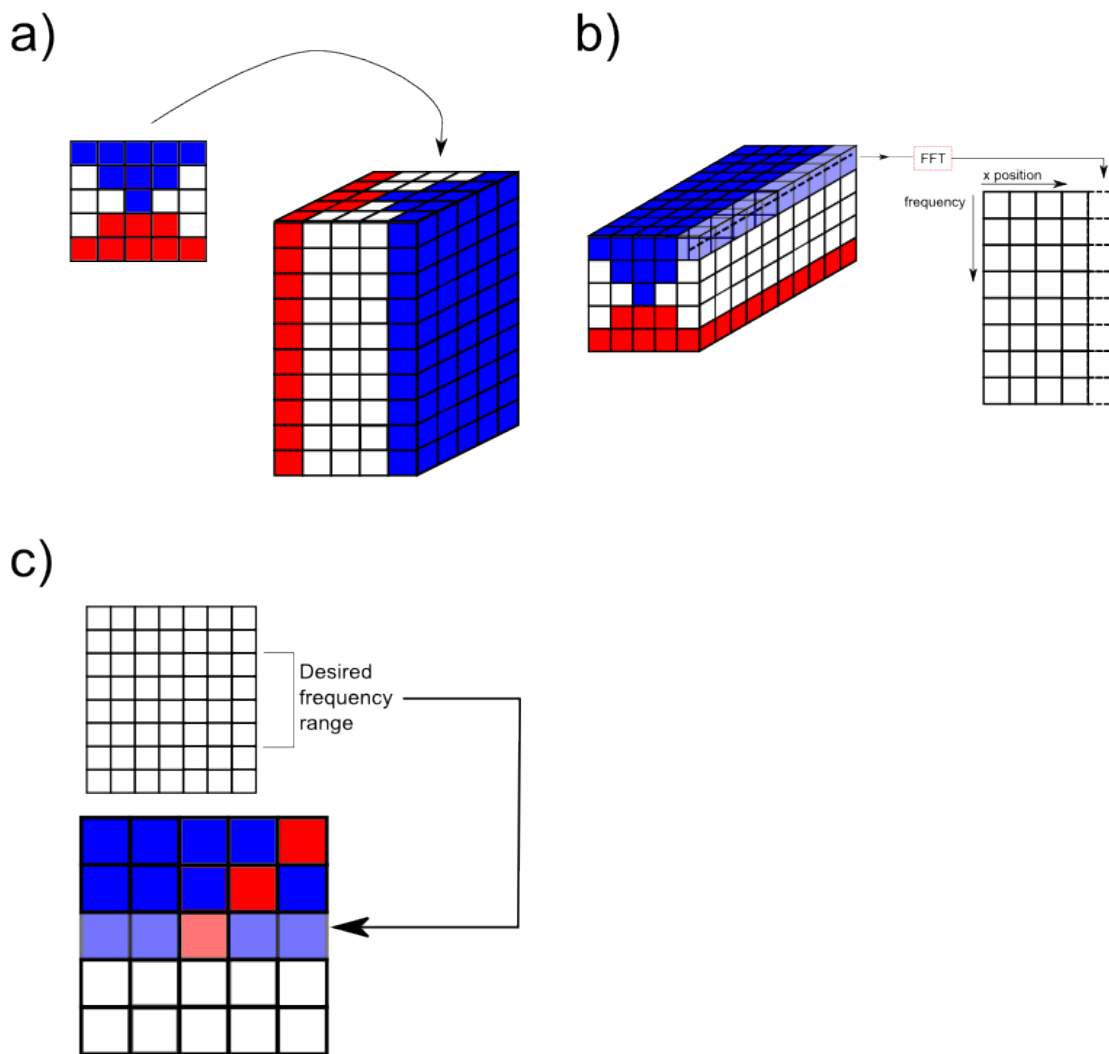 a)
b)
FFT
x position
frequency
c)
Desired
frequency
range